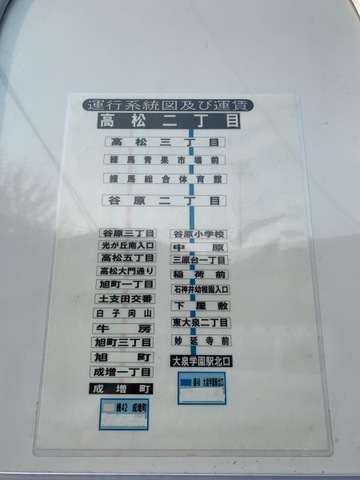 運行系統図及び運賃
高松二丁目
高松三丁目
練馬青果市場前
練馬総合体育館
谷原二丁目
谷原三丁目
光が丘南入口
高松五丁目
高松大門通り
旭町一丁目
土支田交番
白子向山
牛房
旭町三丁目
旭町
成増一丁目
成増町
練42 成増町
谷原小学校
中原
三原台一丁目
稲荷前
石神井幼稚園入口
下屋敷
東大泉二丁目
妙延寺前
大泉学園駅北口